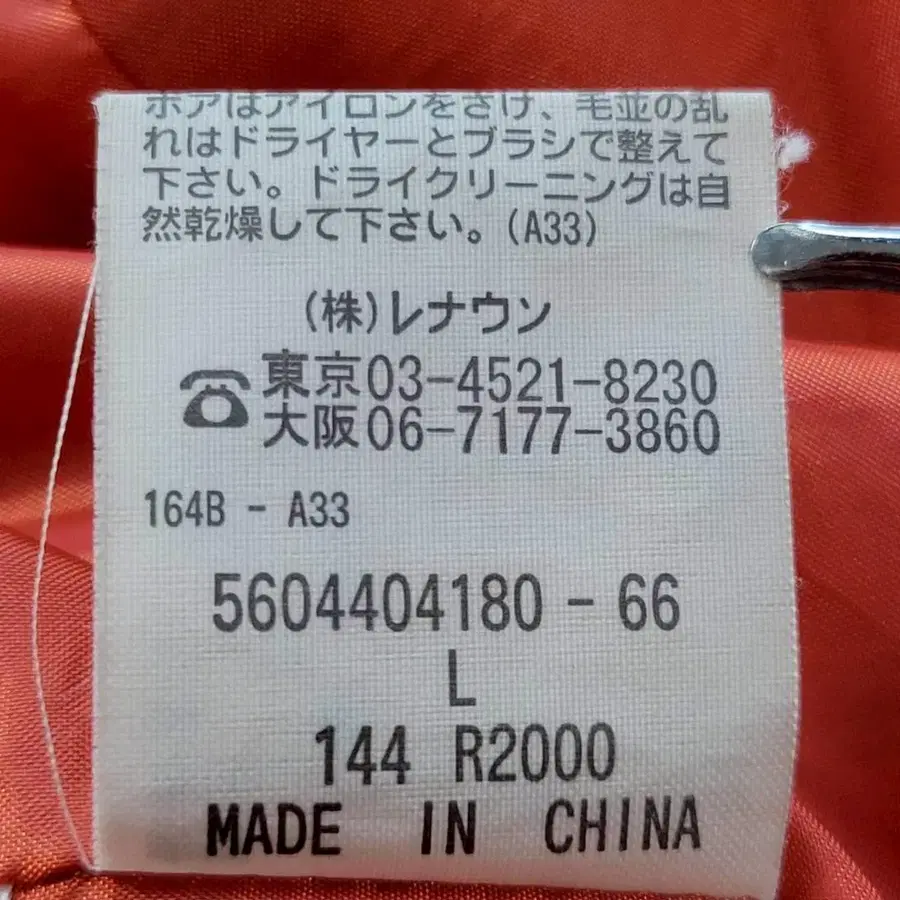 ボアはアイロンをさけ、毛並の乱
れはドライヤーとブラシで整えて
下さい。ドライクリーニングは自
然乾燥して下さい。(A33)
(株)レナウン
☎東京03-4521-8230
大阪06-7177-3860
164B - A33
5604404180 - 66
L
144 R2000
MADE IN CHINA